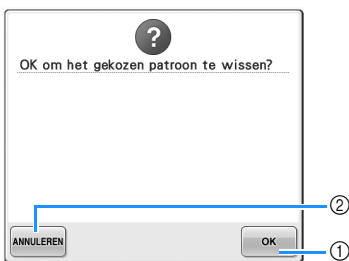 ?
OK om het gekozen patroon te wissen?
②
ANNULEREN
OK
①